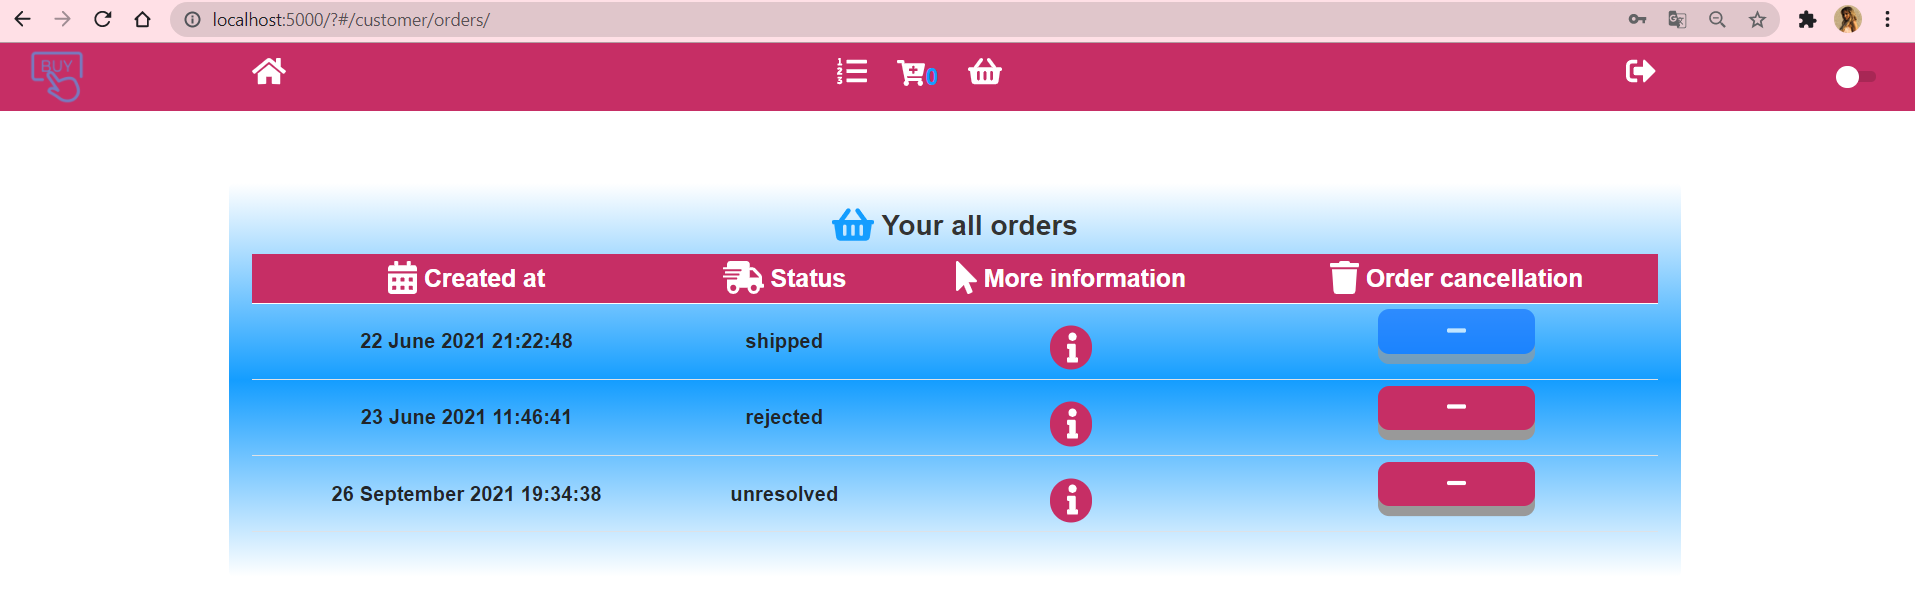 localhost:5000/?#/customer/orders/
BUY
0
Your all orders
Created at Status More information Order cancellation
22 June 2021 21:22:48 shipped
23 June 2021 11:46:41 rejected
26 September 2021 19:34:38 unresolved